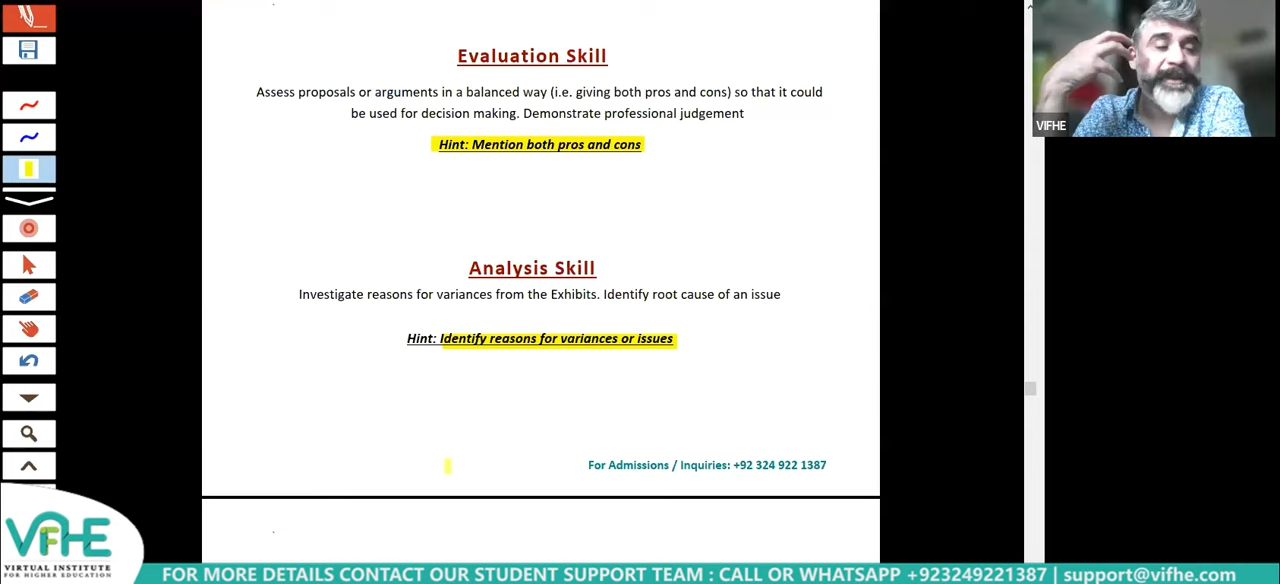 Evaluation Skill
Assess proposals or arguments in a balanced way (i.e. giving both pros and cons) so that it could
be used for decision making. Demonstrate professional judgement
Hint: Mention both pros and cons
VIFHE
Analysis Skill
Investigate reasons for variances from the Exhibits. Identify root cause of an issue
Hint: Identify reasons for variances or issues
For Admissions / Inquiries: +92 324 922 1387
VIFHE
VIRTUAL INSTITUTE
FOR HIGHER EDUCATION
FOR MORE DETAILS CONTACT OUR STUDENT SUPPORT TEAM : CALL OR WHATSAPP +923249221387 | support@vifhe.com